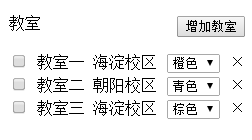 教室 增加教室
教室一 海淀校区 橙色
教室二 朝阳校区 青色
教室三 海淀校区 棕色